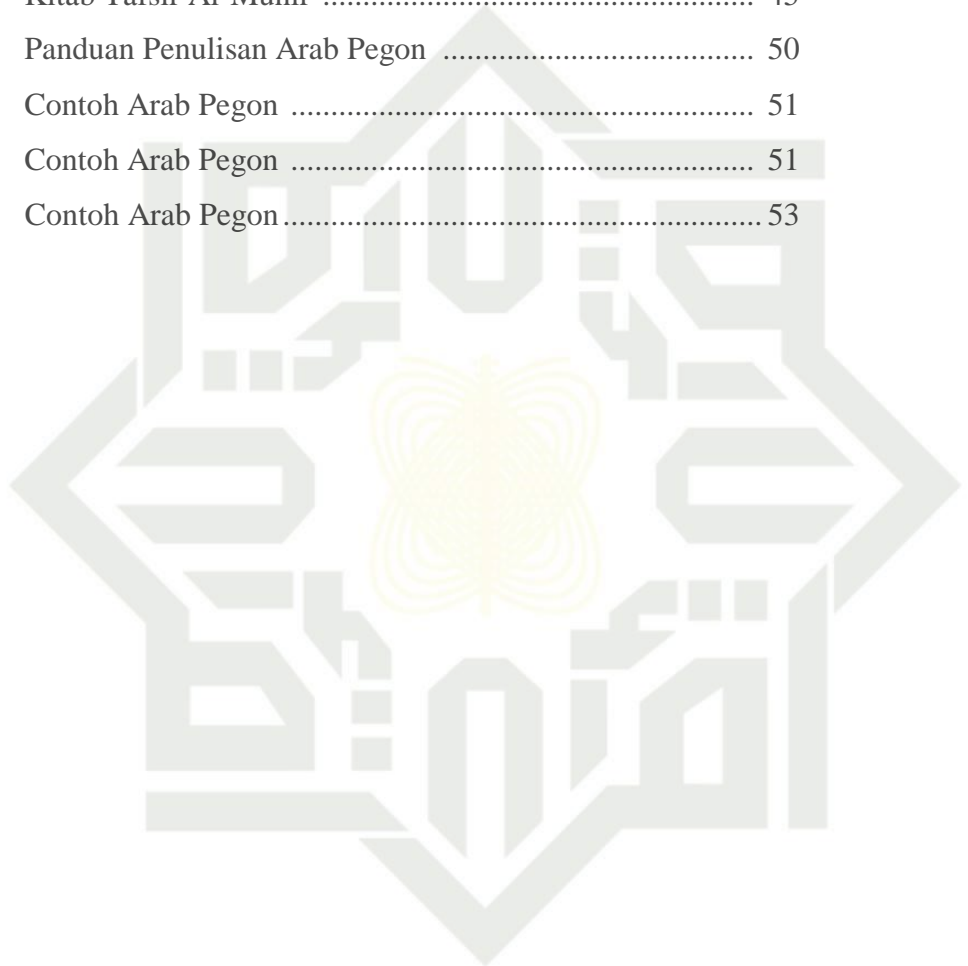 Panduan Penulisan Arab Pegon ................................................ 50
Contoh Arab Pegon ........................................................ 51
Contoh Arab Pegon ........................................................ 51
Contoh Arab Pegon ........................................................ 53